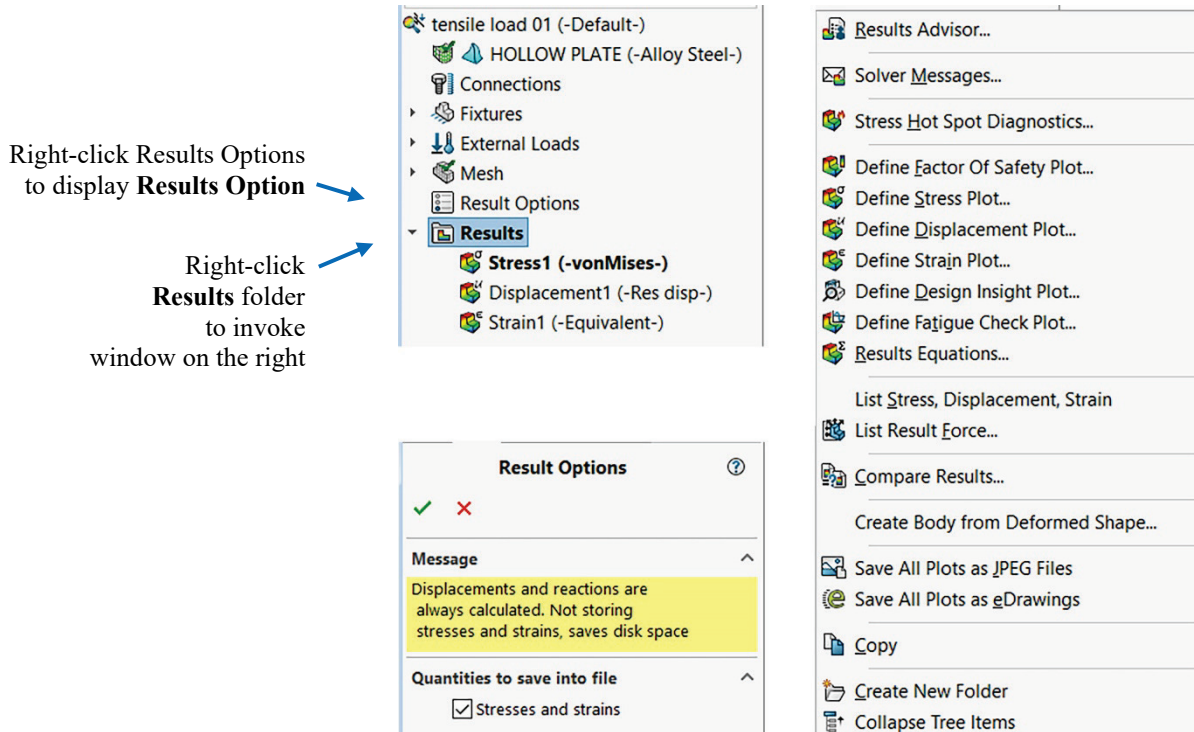 Right-click Results Options
to display Results Option
Right-click
Results folder
to invoke
window on the right
tensile load 01 (-Default-)
HOLLOW PLATE (-Alloy Steel-)
Connections
Fixtures
External Loads
Mesh
Result Options
Results
Stress1 (-vonMises-)
Displacement1 (-Res disp-)
Strain1 (-Equivalent-)
Result Options
Message
Displacements and reactions are
always calculated. Not storing
stresses and strains, saves disk space
Quantities to save into file
Stresses and strains
Results Advisor...
Solver Messages...
Stress Hot Spot Diagnostics...
Define Factor Of Safety Plot...
Define Stress Plot...
Define Displacement Plot...
Define Strain Plot...
Define Design Insight Plot...
Define Fatigue Check Plot...
Results Equations...
List Stress, Displacement, Strain
List Result Force...
Compare Results...
Create Body from Deformed Shape...
Save All Plots as JPEG Files
Save All Plots as eDrawings
Copy
Create New Folder
Collapse Tree Items